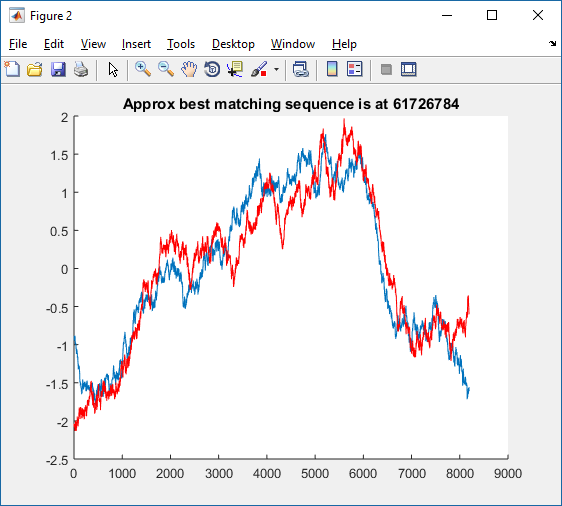 Figure 2
File Edit View Insert Tools Desktop Window Help
Approx best matching sequence is at 61726784
2
1.5
1
0.5
0
-0.5
-1
-1.5
-2
-2.5
0 1000 2000 3000 4000 5000 6000 7000 8000 9000